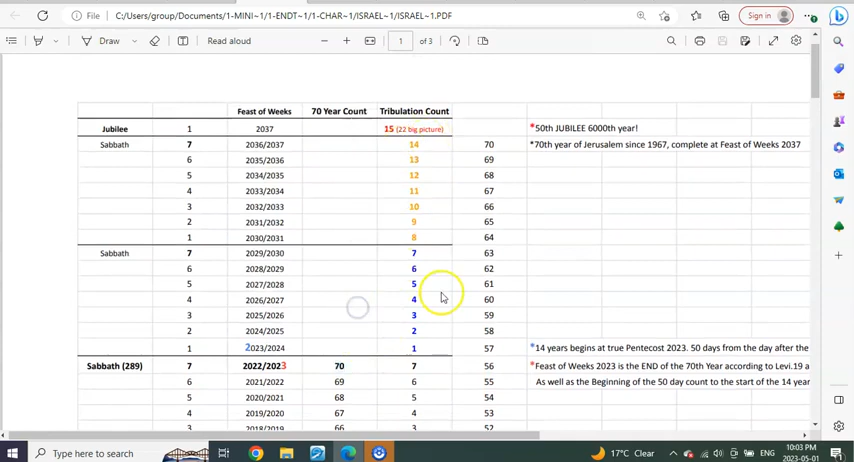 File | C:/Users/group/Documents/1-MINI~1/1-ENDT~1/1-CHAR~1/ISRAEL~1/ISRAEL~1.PDF
Sign in
Draw
Read aloud
1 of 3
Feast of Weeks 70 Year Count Tribulation Count
Jubilee 1 2037 15 (22 big picture) *50th JUBILEE 6000th year!
Sabbath 7 2036/2037 14 70 *70th year of Jerusalem since 1967, complete at Feast of Weeks 2037
6 2035/2036 13 69
5 2034/2035 12 68
4 2033/2034 11 67
3 2032/2033 10 66
2 2031/2032 9 65
1 2030/2031 8 64
Sabbath 7 2029/2030 7 63
6 2028/2029 6 62
5 2027/2028 5 61
4 2026/2027 4 60
3 2025/2026 3 59
2 2024/2025 2 58
1 2023/2024 1 57 *14 years begins at true Pentecost 2023. 50 days from the day after the
Sabbath (289) 7 2022/2023 70 7 56 *Feast of Weeks 2023 is the END of the 70th Year according to Levi.19 a
6 2021/2022 69 6 55 As well as the Beginning of the 50 day count to the start of the 14 year
5 2020/2021 68 5 54
4 2019/2020 67 4 53
3 2018/2019 66 3 52
Type here to search
17°C Clear
ENG
10:03 PM
2023-05-01